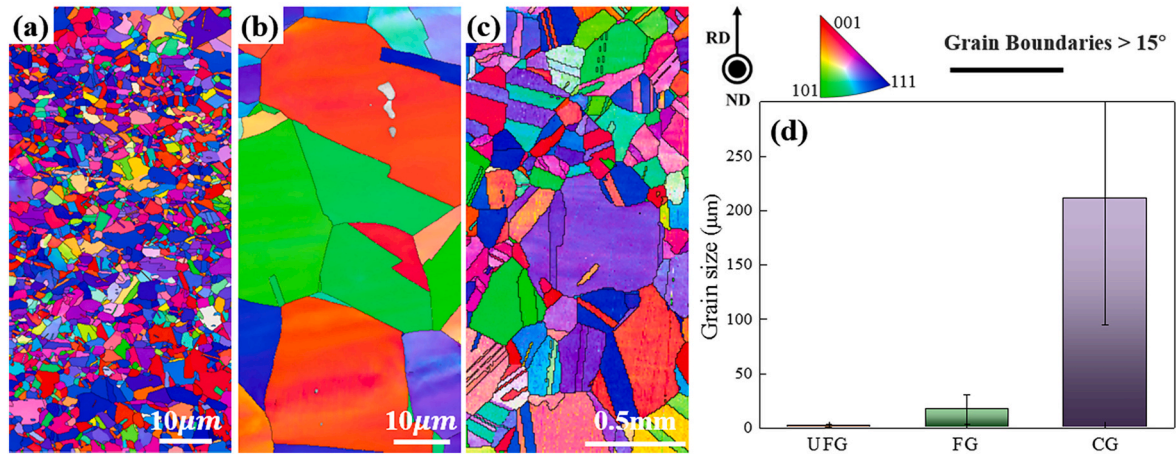 (a)
(b)
(c)
10μm
10μm
0.5mm
RD
ND
001
101
111
Grain Boundaries > 15°
(d)
Grain size (μm)
250
200
150
100
50
0
UFG
FG
CG